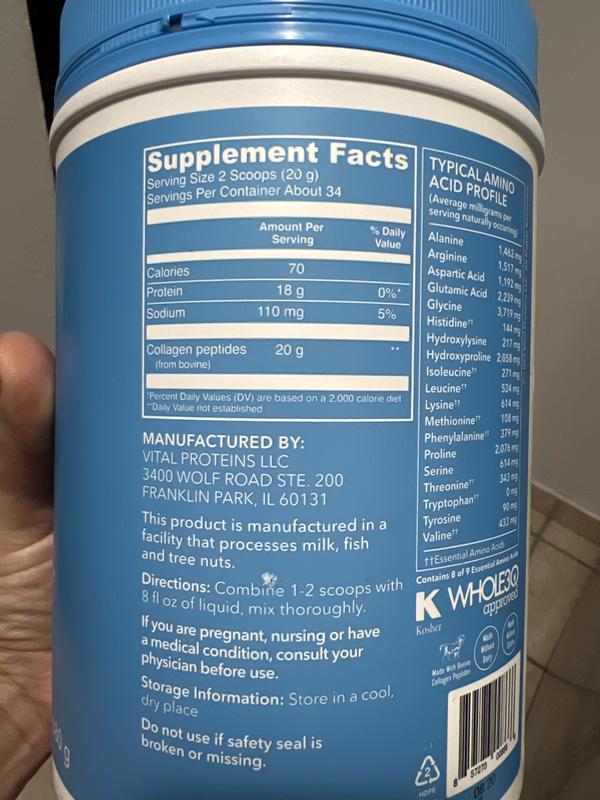 Supplement Facts
Serving Size 2 Scoops (20 g)
Servings Per Container About 34
Amount Per Serving % Daily Value
Calories 70
Protein 18 g 0%*
Sodium 110 mg 5%
Collagen peptides 20 g **
(from bovine)
*Percent Daily Values (DV) are based on a 2,000 calorie diet
**Daily Value not established
MANUFACTURED BY:
VITAL PROTEINS LLC
3400 WOLF ROAD STE. 200
FRANKLIN PARK, IL 60131
This product is manufactured in a
facility that processes milk, fish
and tree nuts.
Directions: Combine 1-2 scoops with
8 fl oz of liquid, mix thoroughly.
If you are pregnant, nursing or have
a medical condition, consult your
physician before use.
Storage Information: Store in a cool,
dry place
Do not use if safety seal is
broken or missing.
TYPICAL AMINO
ACID PROFILE
(Average milligrams per
serving naturally occurring)
Alanine 1,462 mg
Arginine 1,517 mg
Aspartic Acid 1,192 mg
Glutamic Acid 2,239 mg
Glycine 3,719 mg
Histidine†† 144 mg
Hydroxylysine 217 mg
Hydroxyproline 2,058 mg
Isoleucine†† 271 mg
Leucine†† 524 mg
Lysine†† 614 mg
Methionine†† 108 mg
Phenylalanine†† 379 mg
Proline 2,076 mg
Serine 614 mg
Threonine†† 343 mg
Tryptophan†† 0 mg
Tyrosine 90 mg
Valine†† 433 mg
††Essential Amino Acids
Contains 8 of 9 Essential Amino Acids
K
Kosher
WHOLE30
approved
Made With Bovine
Collagen Peptides
Made
Without
Dairy
Made
Without
2
HDPE
08.20